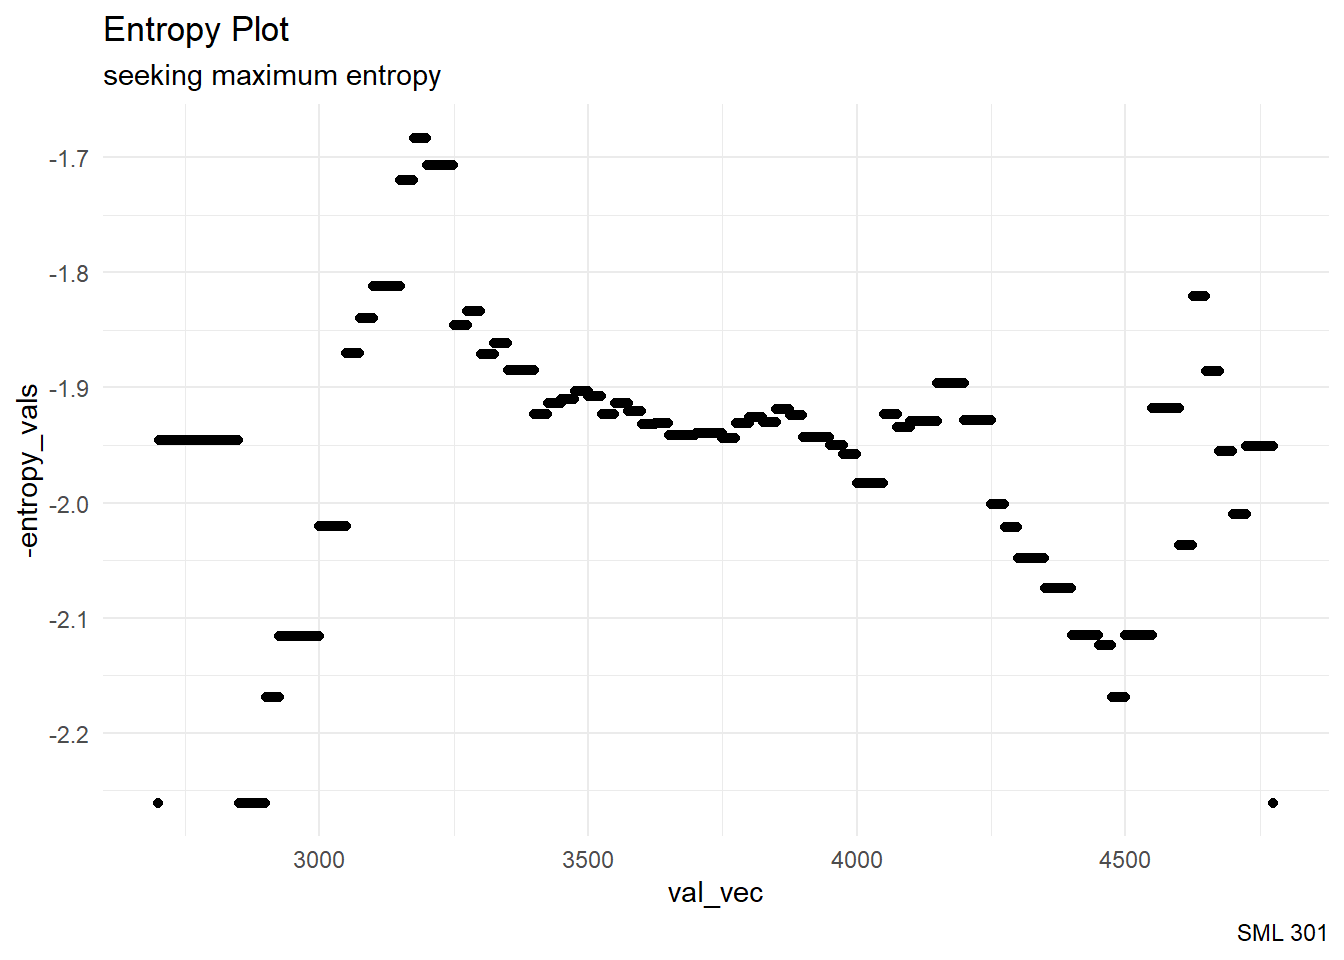 Entropy Plot
seeking maximum entropy
-entropy_vals
-1.7
-1.8
-1.9
-2.0
-2.1
-2.2
3000 3500 4000 4500
val_vec
SML 301